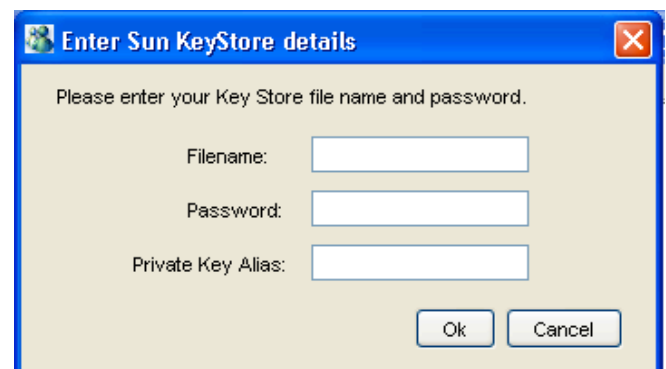 Enter Sun KeyStore details
Please enter your Key Store file name and password.
Filename:
Password:
Private Key Alias:
Ok Cancel